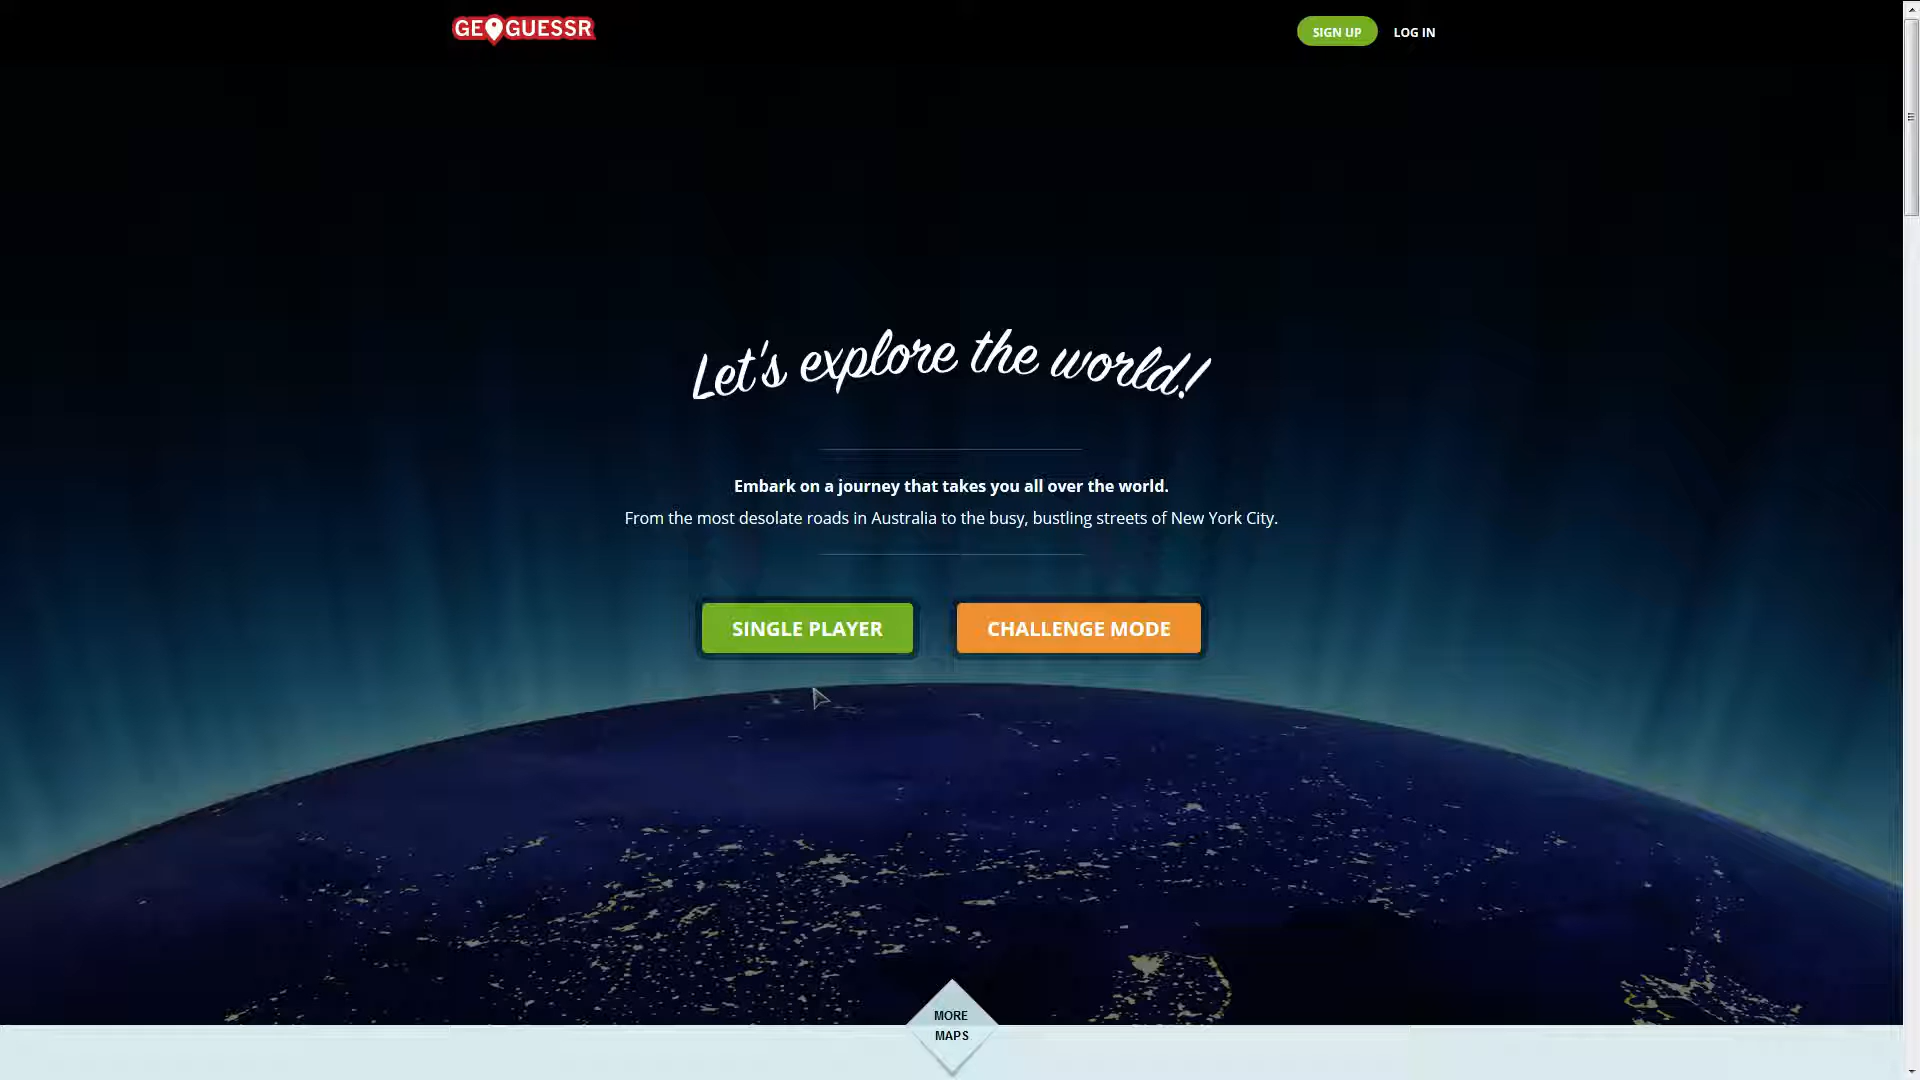 GEOGUESSR
SIGN UP
LOG IN
Let's explore the world!
Embark on a journey that takes you all over the world.
From the most desolate roads in Australia to the busy, bustling streets of New York City.
SINGLE PLAYER
CHALLENGE MODE
MORE
MAPS